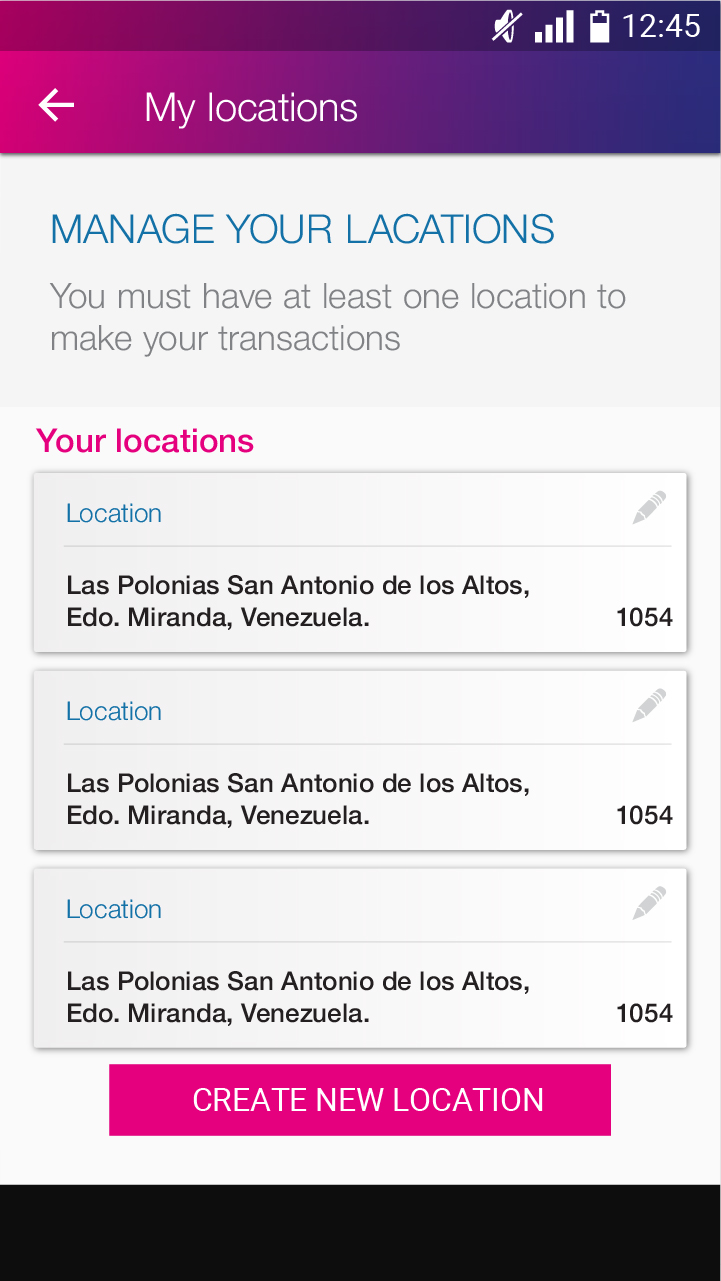 12:45
My locations
MANAGE YOUR LACATIONS
You must have at least one location to
make your transactions
Your locations
Location
Las Polonias San Antonio de los Altos,
Edo. Miranda, Venezuela. 1054
Location
Las Polonias San Antonio de los Altos,
Edo. Miranda, Venezuela. 1054
Location
Las Polonias San Antonio de los Altos,
Edo. Miranda, Venezuela. 1054
CREATE NEW LOCATION